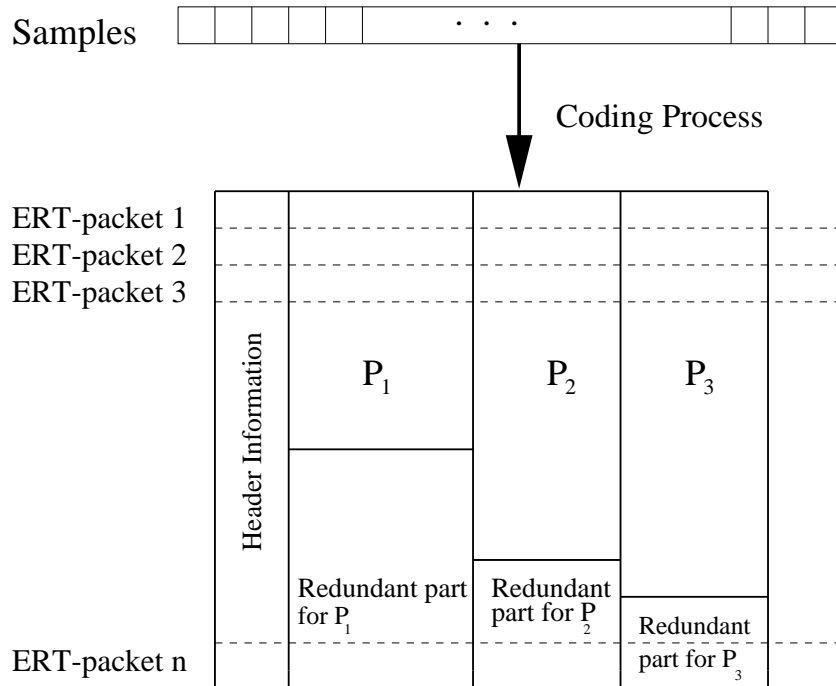 Samples
. . .
Coding Process
ERT-packet 1
ERT-packet 2
ERT-packet 3
Header Information
P1
P2
P3
Redundant part
for P1
Redundant
part for P2
Redundant
part for P3
ERT-packet n